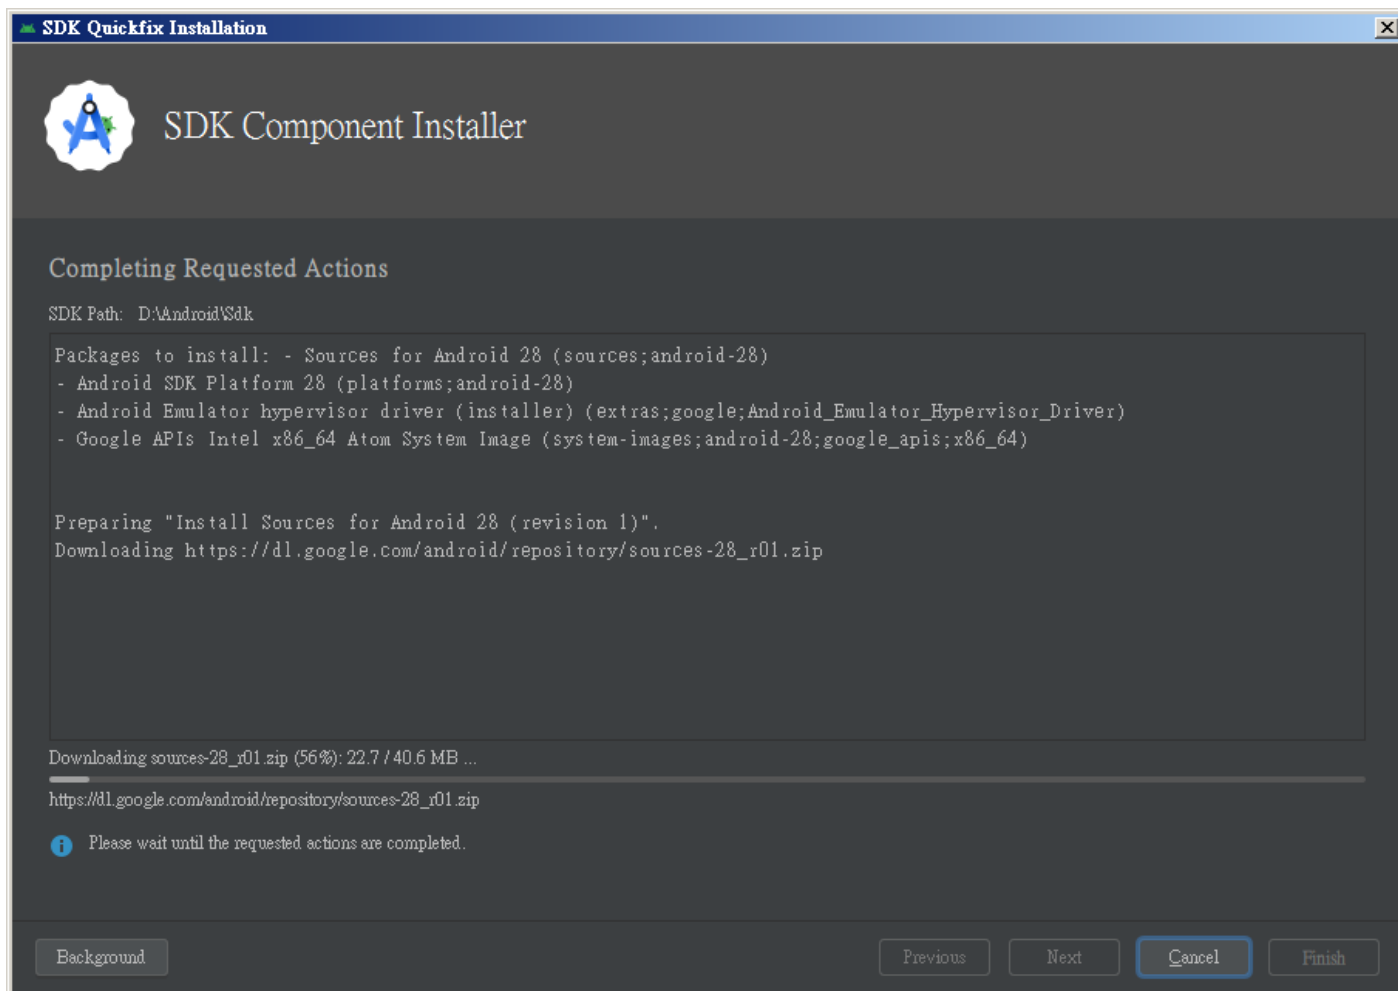 SDK Quickfix Installation
SDK Component Installer
Completing Requested Actions
SDK Path: D:\Android\Sdk
Packages to install: - Sources for Android 28 (sources;android-28)
- Android SDK Platform 28 (platforms;android-28)
- Android Emulator hypervisor driver (installer) (extras;google;Android_Emulator_Hypervisor_Driver)
- Google APIs Intel x86_64 Atom System Image (system-images;android-28;google_apis;x86_64)
Preparing "Install Sources for Android 28 (revision 1)".
Downloading https://dl.google.com/android/repository/sources-28_r01.zip
Downloading sources-28_r01.zip (56%): 22.7 / 40.6 MB ...
https://dl.google.com/android/repository/sources-28_r01.zip
Please wait until the requested actions are completed.
Background Previous Next Cancel Finish